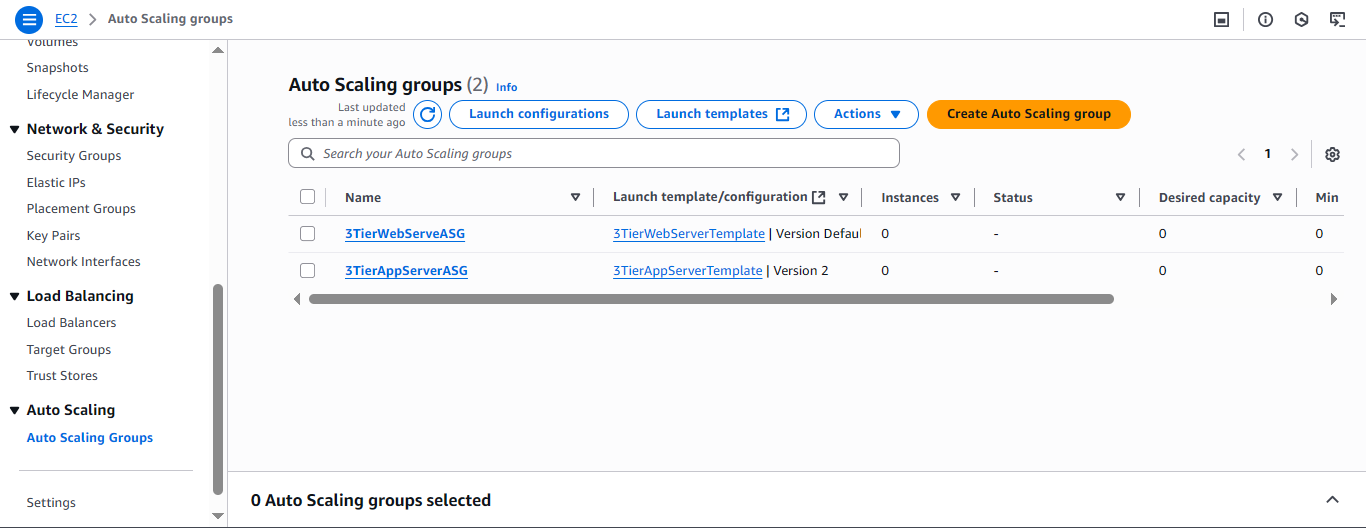 EC2 > Auto Scaling groups
Volumes
Snapshots
Lifecycle Manager
Network & Security
Security Groups
Elastic IPs
Placement Groups
Key Pairs
Network Interfaces
Load Balancing
Load Balancers
Target Groups
Trust Stores
Auto Scaling
Auto Scaling Groups
Settings
Auto Scaling groups (2) Info
Last updated
less than a minute ago
Launch configurations Launch templates Actions Create Auto Scaling group
Search your Auto Scaling groups
1
Name Launch template/configuration Instances Status Desired capacity Min
3TierWebServeASG 3TierWebServerTemplate | Version Defaul 0 - 0 0
3TierAppServerASG 3TierAppServerTemplate | Version 2 0 - 0 0
0 Auto Scaling groups selected